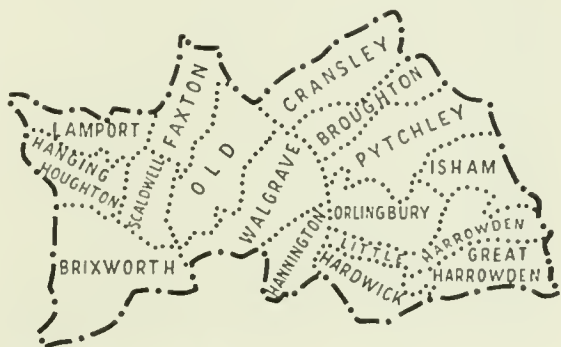 CRANSLEY
FAXTON
BROUGHTON
LAMPORT
PYTCHLEY
HANGING
HOUGHTON
SCALDWELL
OLD
WALGRAVE
ISHAM
ORLINGBURY
HANNINGTON
LITTLE
HARROWDEN
BRIXWORTH
HARDWICK
GREAT
HARROWDEN